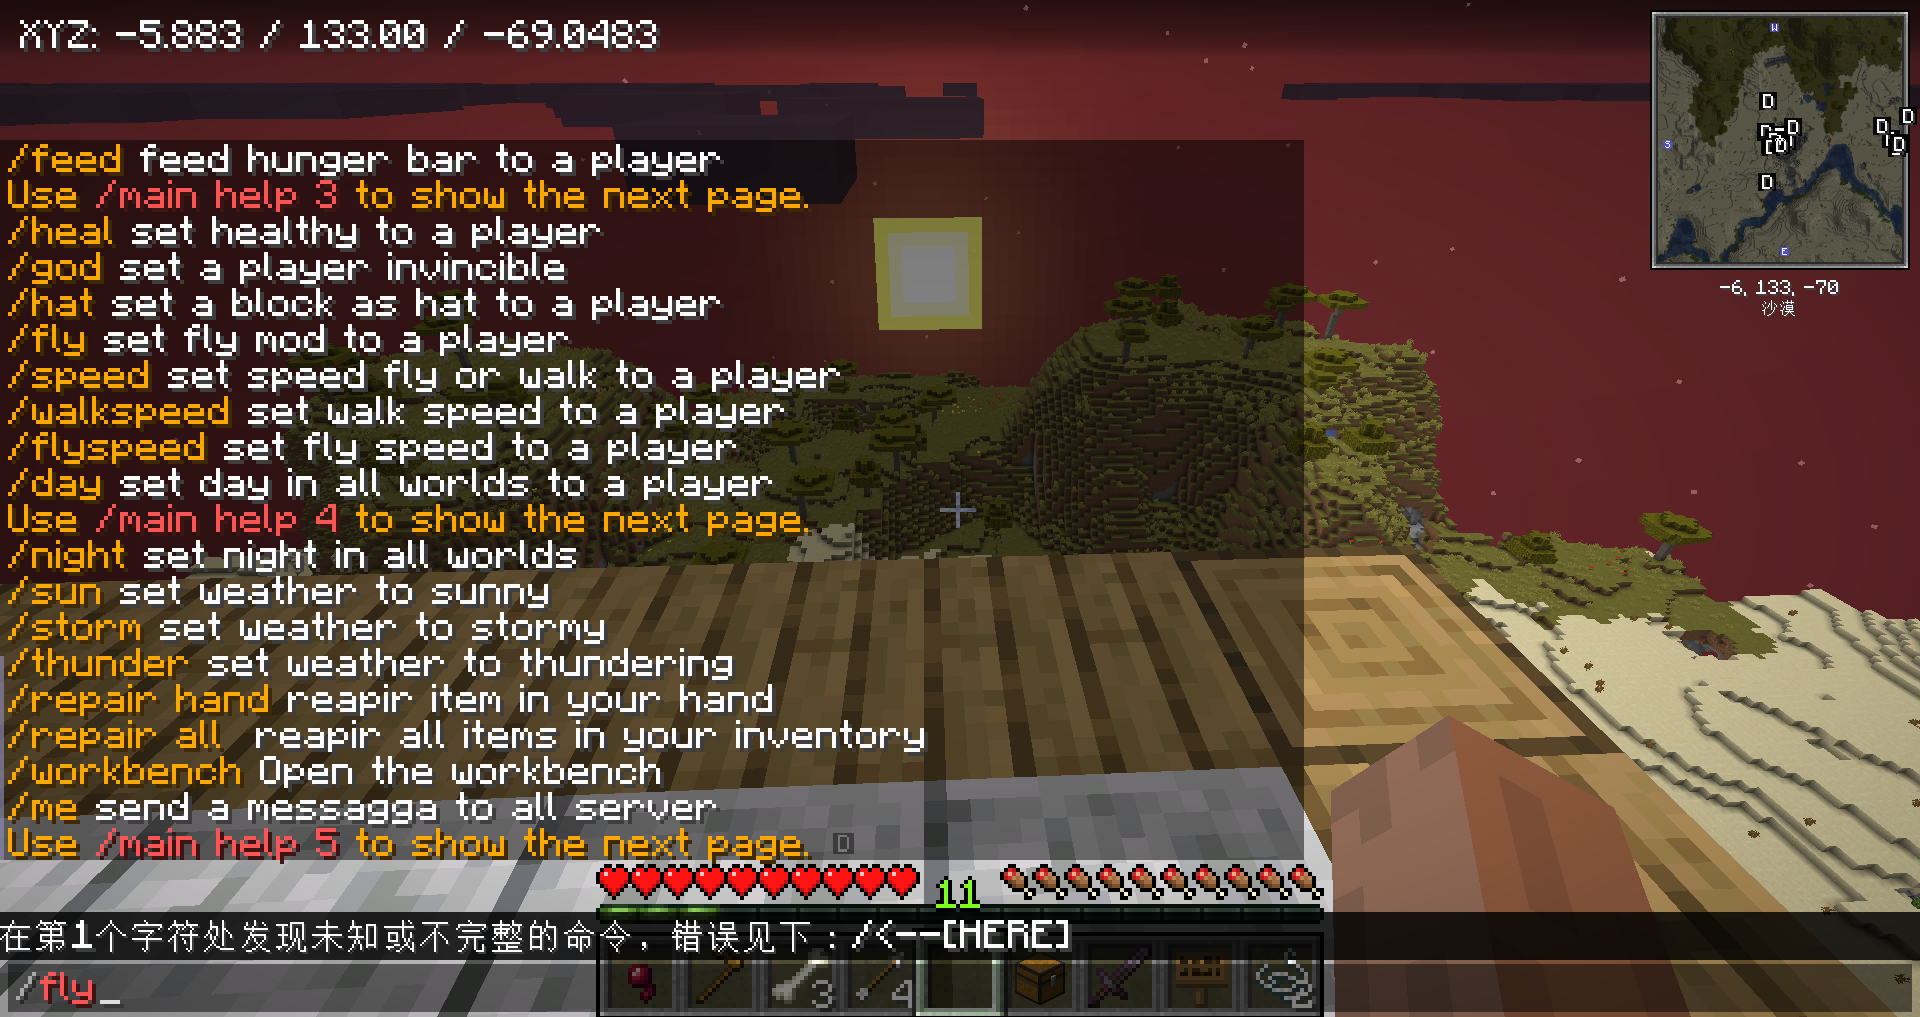 XYZ: -5.883 / 133.00 / -69.0483
W
D
D
D
D
D
S
D
D
D
E
-6, 133, -70
沙漠
/feed feed hunger bar to a player
Use /main help 3 to show the next page.
/heal set healthy to a player
/god set a player invincible
/hat set a block as hat to a player
/fly set fly mod to a player
/speed set speed fly or walk to a player
/walkspeed set walk speed to a player
/flyspeed set fly speed to a player
/day set day in all worlds to a player
Use /main help 4 to show the next page.
/night set night in all worlds
/sun set weather to sunny
/storm set weather to stormy
/thunder set weather to thundering
/repair hand reapir item in your hand
/repair all reapir all items in your inventory
/workbench Open the workbench
/me send a messagga to all server
Use /main help 5 to show the next page.
D
11
在第1个字符处发现未知或不完整的命令，错误见下：/<--[HERE]
/fly_
3
4
2